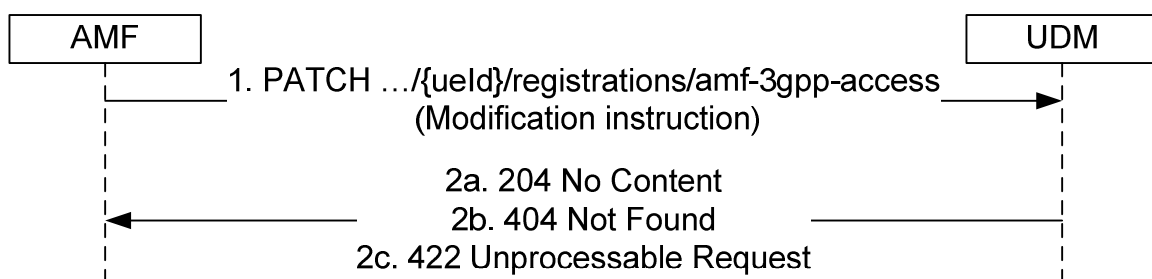 AMF
UDM
1. PATCH …/{ueId}/registrations/amf-3gpp-access
(Modification instruction)
2a. 204 No Content
2b. 404 Not Found
2c. 422 Unprocessable Request